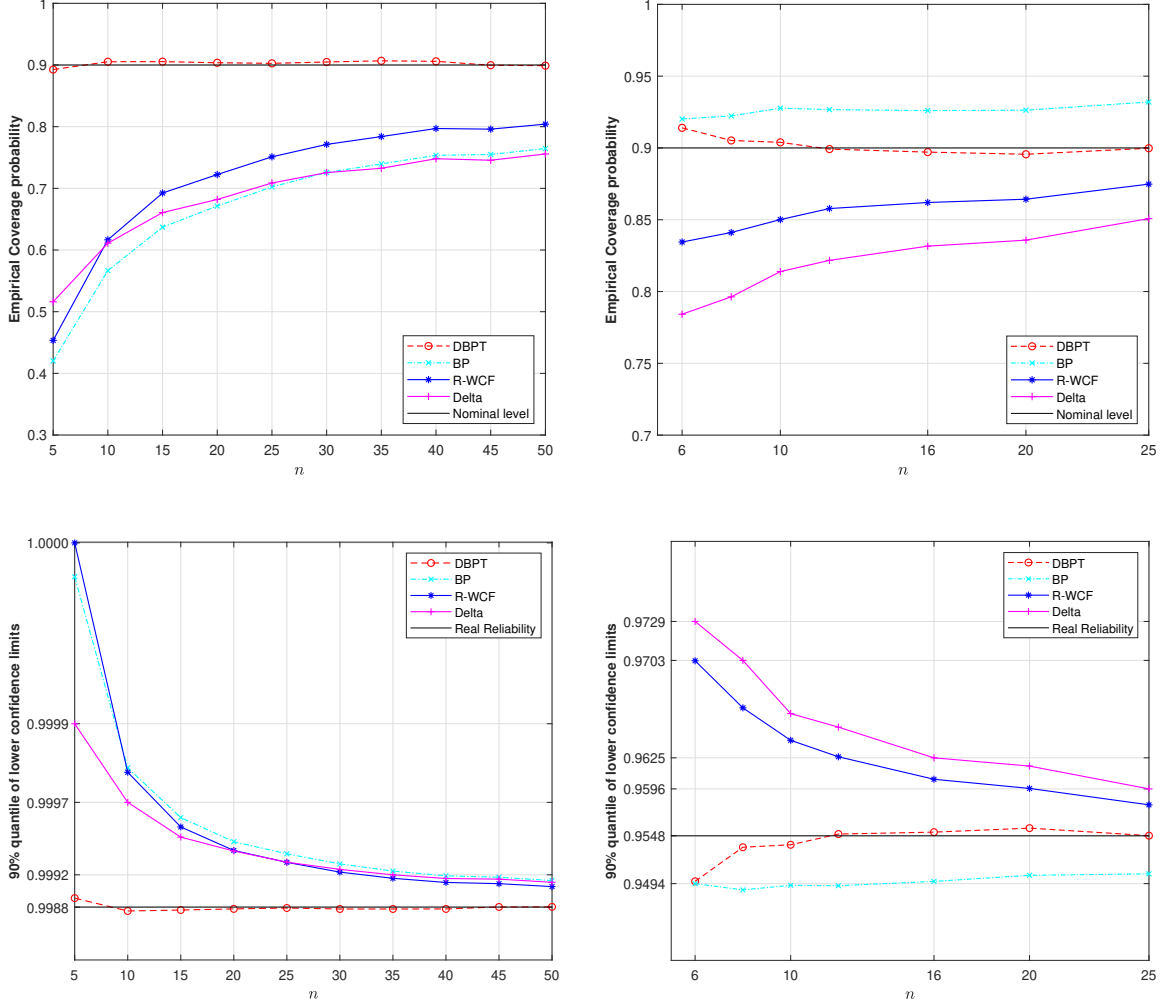 Empirical Coverage probability
1
0.9
0.8
0.7
0.6
0.5
0.4
0.3
5
10
15
20
25
30
35
40
45
50
n
DBPT
BP
R-WCF
Delta
Nominal level
Empirical Coverage probability
1
0.95
0.9
0.85
0.8
0.75
0.7
6
10
16
20
25
n
DBPT
BP
R-WCF
Delta
Nominal level
90% quantile of lower confidence limits
1.0000
0.9999
0.9997
0.9992
0.9988
5
10
15
20
25
30
35
40
45
50
n
DBPT
BP
R-WCF
Delta
Real Reliability
90% quantile of lower confidence limits
0.9729
0.9703
0.9625
0.9596
0.9548
0.9494
6
10
16
20
25
n
DBPT
BP
R-WCF
Delta
Real Reliability